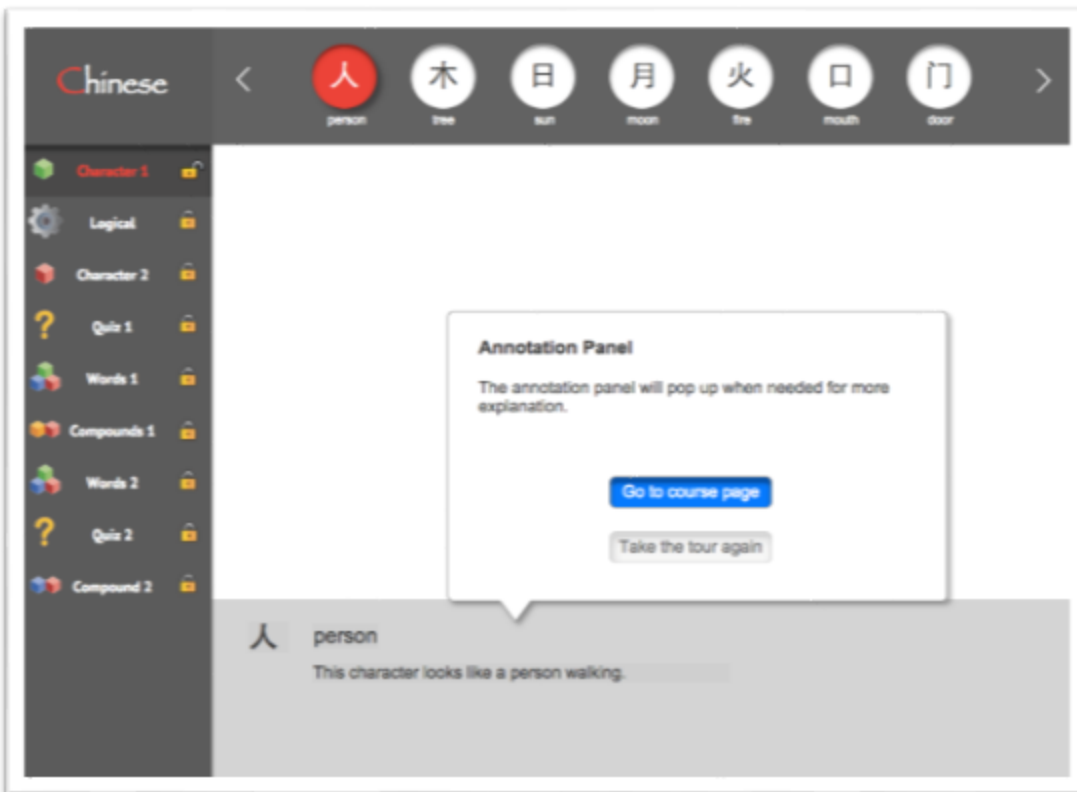 Chinese
人 木 日 月 火 口 门
person tree sun moon fire mouth door
Character 1
Logical
Character 2
Quiz 1
Words 1
Compounds 1
Words 2
Quiz 2
Compound 2
Annotation Panel
The annotation panel will pop up when needed for more
explanation.
Go to course page
Take the tour again
人 person
This character looks like a person walking.